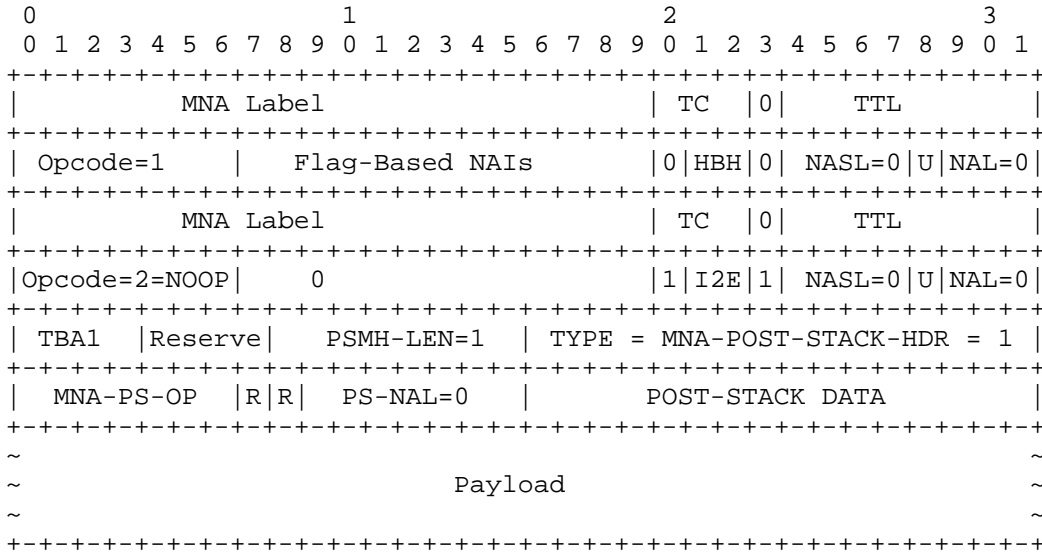 0                   1                   2                   3
 0 1 2 3 4 5 6 7 8 9 0 1 2 3 4 5 6 7 8 9 0 1 2 3 4 5 6 7 8 9 0 1
+-+-+-+-+-+-+-+-+-+-+-+-+-+-+-+-+-+-+-+-+-+-+-+-+-+-+-+-+-+-+-+-+
|          MNA Label                    | TC  |0|    TTL        |
+-+-+-+-+-+-+-+-+-+-+-+-+-+-+-+-+-+-+-+-+-+-+-+-+-+-+-+-+-+-+-+-+
| Opcode=1    |   Flag-Based NAIs       |0|HBH|0| NASL=0|U|NAL=0|
+-+-+-+-+-+-+-+-+-+-+-+-+-+-+-+-+-+-+-+-+-+-+-+-+-+-+-+-+-+-+-+-+
|          MNA Label                    | TC  |0|    TTL        |
+-+-+-+-+-+-+-+-+-+-+-+-+-+-+-+-+-+-+-+-+-+-+-+-+-+-+-+-+-+-+-+-+
|Opcode=2=NOOP|    0                    |1|I2E|1| NASL=0|U|NAL=0|
+-+-+-+-+-+-+-+-+-+-+-+-+-+-+-+-+-+-+-+-+-+-+-+-+-+-+-+-+-+-+-+-+
| TBA1  |Reserve|   PSMH-LEN=1  | TYPE = MNA-POST-STACK-HDR = 1 |
+-+-+-+-+-+-+-+-+-+-+-+-+-+-+-+-+-+-+-+-+-+-+-+-+-+-+-+-+-+-+-+-+
|  MNA-PS-OP  |R|R|  PS-NAL=0   |       POST-STACK DATA         |
+-+-+-+-+-+-+-+-+-+-+-+-+-+-+-+-+-+-+-+-+-+-+-+-+-+-+-+-+-+-+-+-+
~                                                               ~
~                           Payload                             ~
~                                                               ~
+-+-+-+-+-+-+-+-+-+-+-+-+-+-+-+-+-+-+-+-+-+-+-+-+-+-+-+-+-+-+-+-+